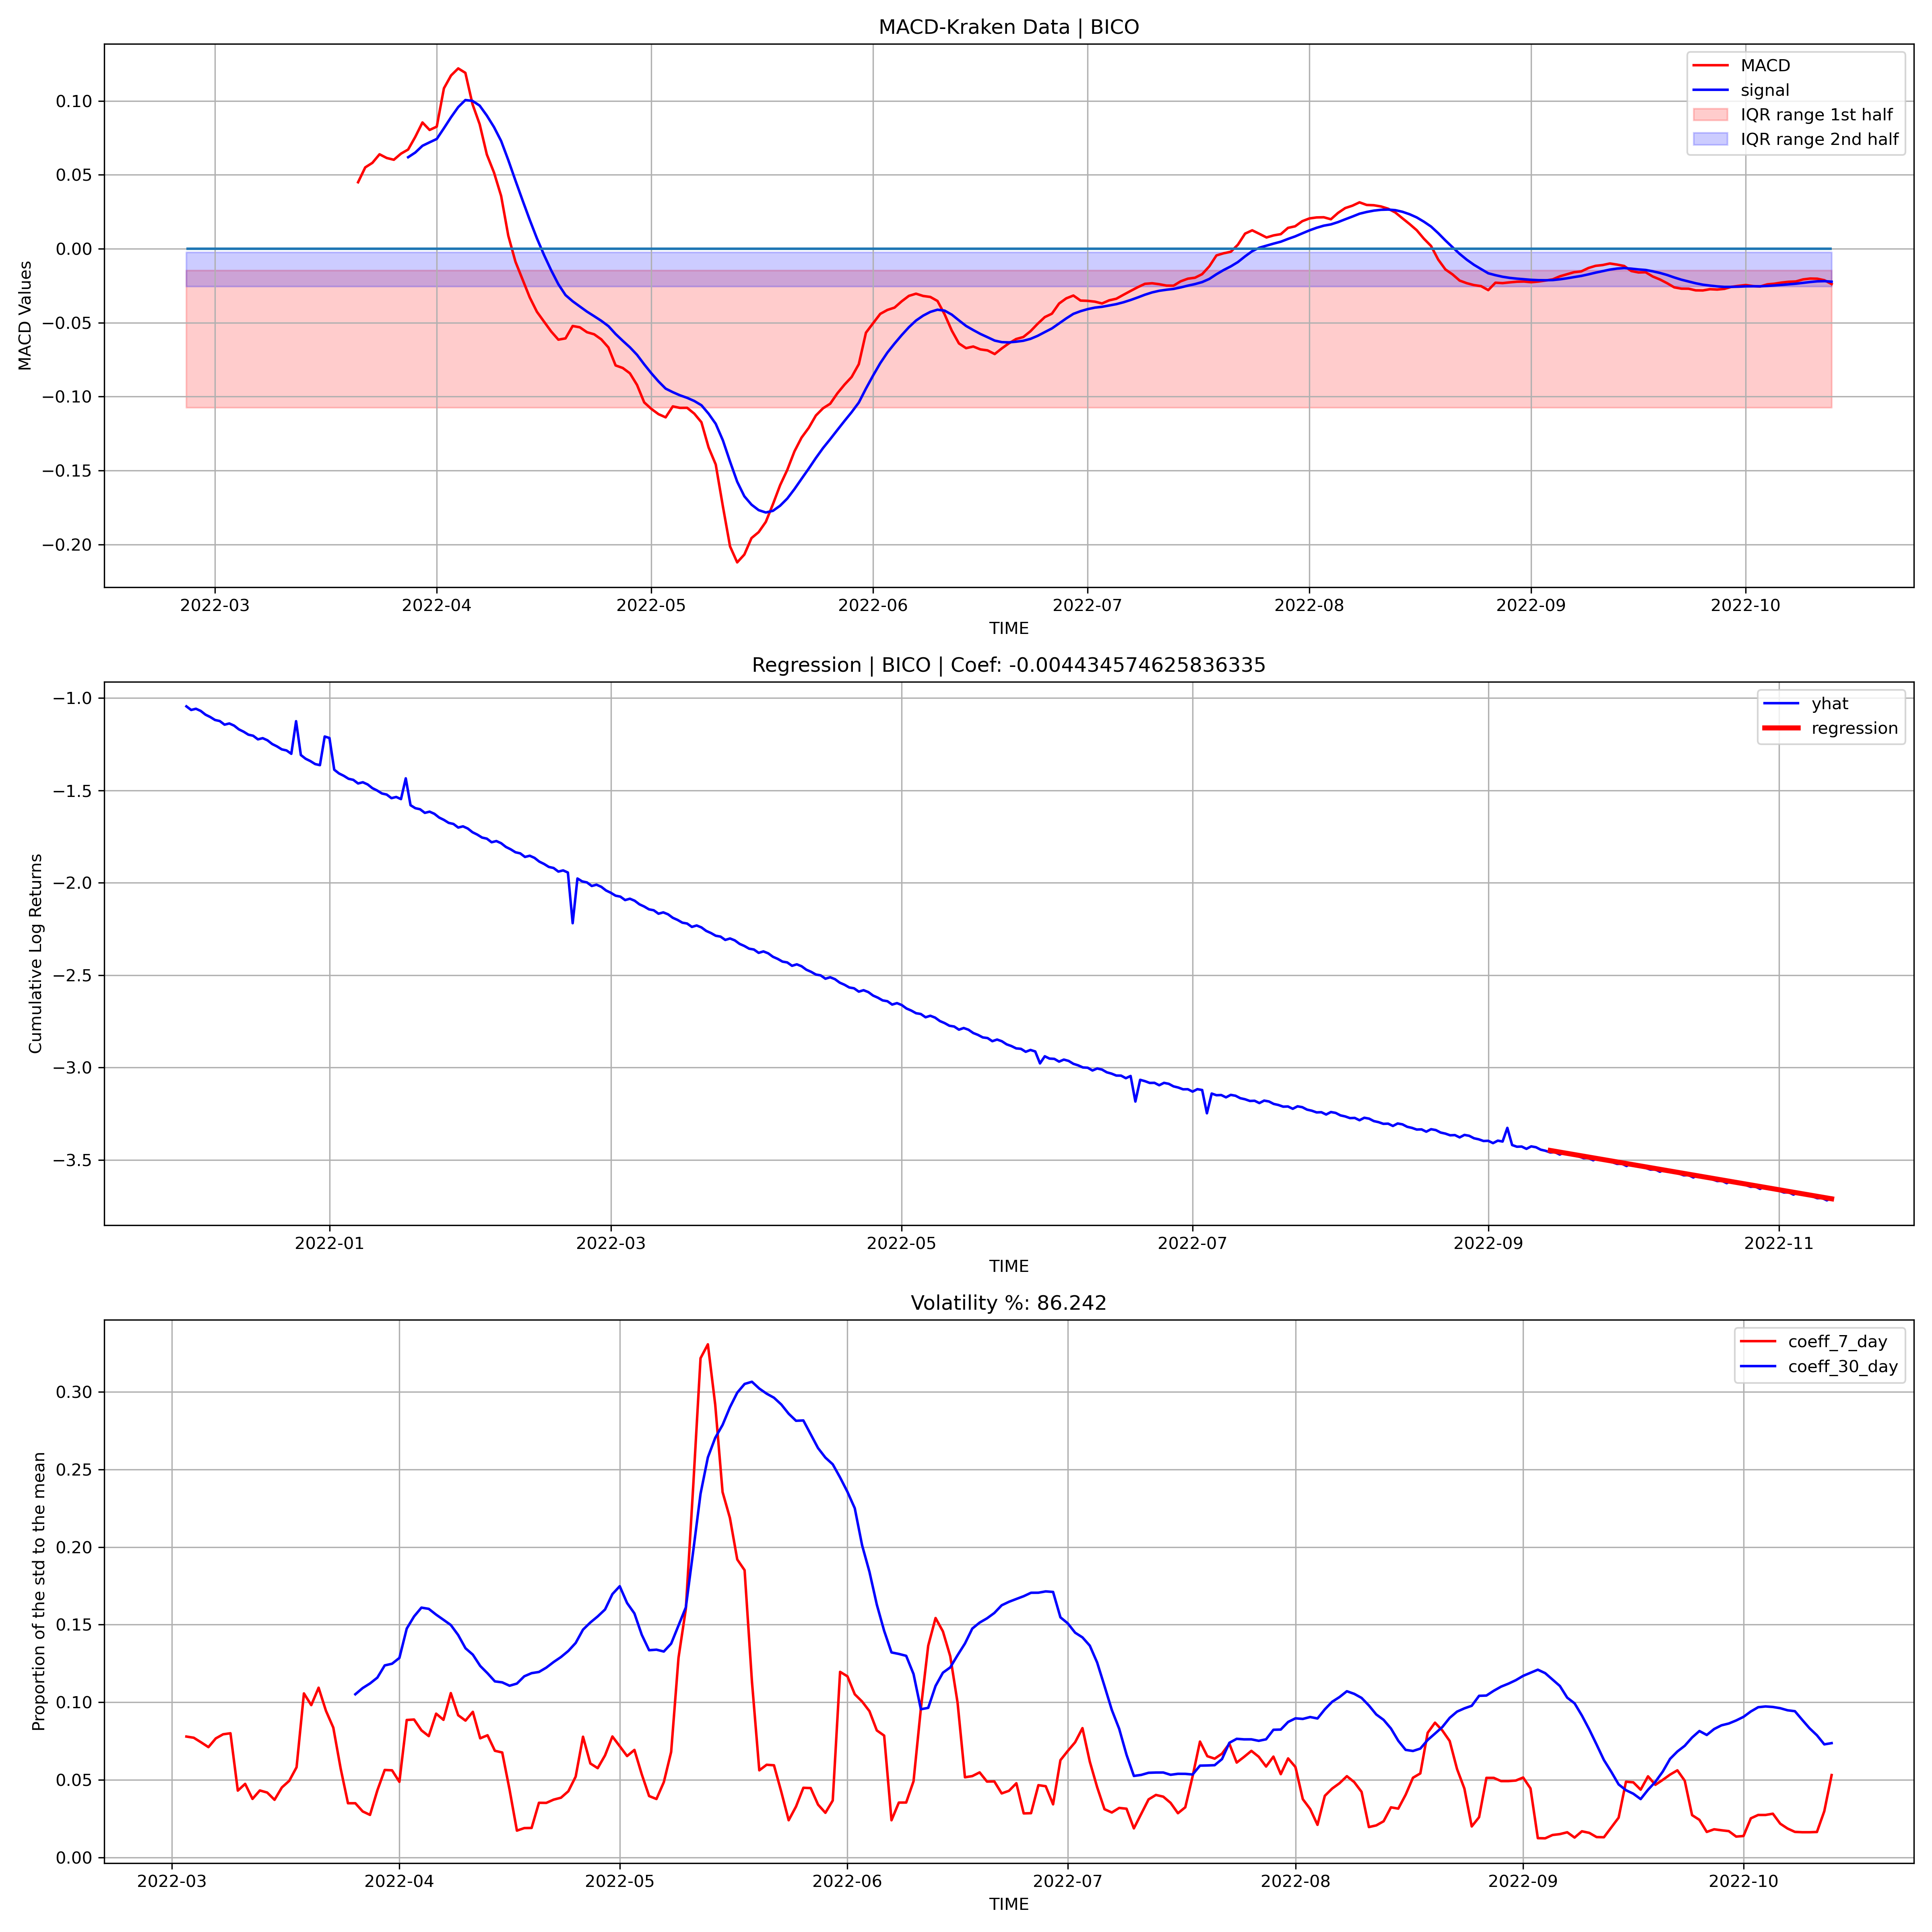 MACD-Kraken Data | BICO
MACD Values
0.10
0.05
0.00
−0.05
−0.10
−0.15
−0.20
MACD
signal
IQR range 1st half
IQR range 2nd half
2022-03 2022-04 2022-05 2022-06 2022-07 2022-08 2022-09 2022-10
TIME
Regression | BICO | Coef: -0.004434574625836335
Cumulative Log Returns
−1.0
−1.5
−2.0
−2.5
−3.0
−3.5
yhat
regression
2022-01 2022-03 2022-05 2022-07 2022-09 2022-11
TIME
Volatility %: 86.242
Proportion of the std to the mean
0.30
0.25
0.20
0.15
0.10
0.05
0.00
coeff_7_day
coeff_30_day
2022-03 2022-04 2022-05 2022-06 2022-07 2022-08 2022-09 2022-10
TIME